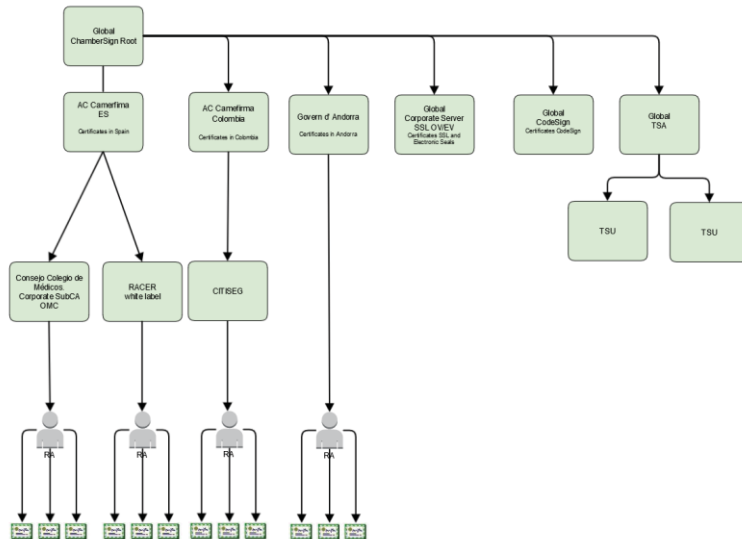 Global
ChamberSign Root
AC Camerfirma
ES
Certificates in Spain
AC Camerfirma
Colombia
Certificates in Colombia
Govern d' Andorra
Certificates in Andorra
Global
Corporate Server
SSL OV/EV
Certificates SSL and
Electronic Seals
Global
CodeSign
Certificates CodeSign
Global
TSA
TSU
TSU
Consejo Colegio de
Médicos.
Corporate SubCA
OMC
RACER
white label
CITISEG
RA
RA
RA
RA